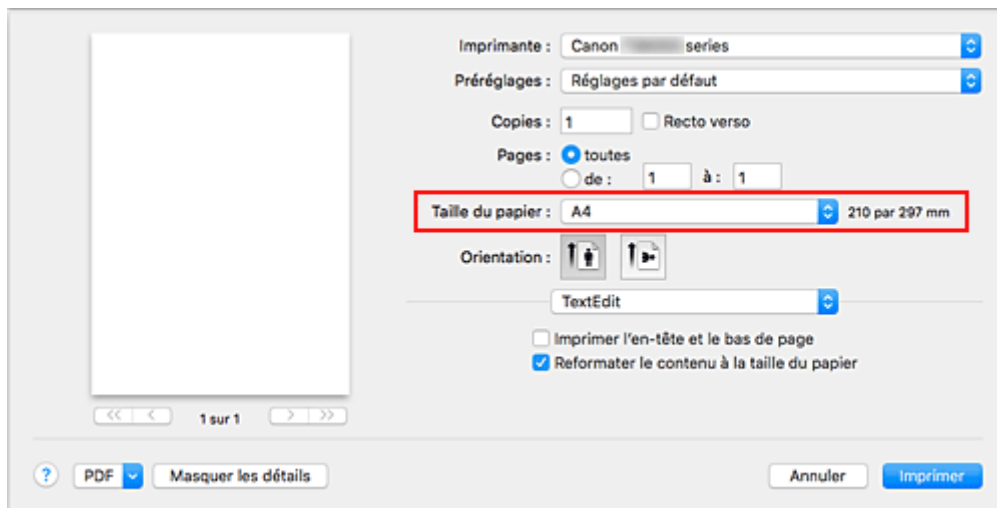 Imprimante : Canon series
Préréglages : Réglages par défaut
Copies : 1 Recto verso
Pages : toutes
de : 1 à : 1
Taille du papier : A4 210 par 297 mm
Orientation :
TextEdit
Imprimer l'en-tête et le bas de page
Reformater le contenu à la taille du papier
<< < 1 sur 1 > >>
? PDF Masquer les détails Annuler Imprimer